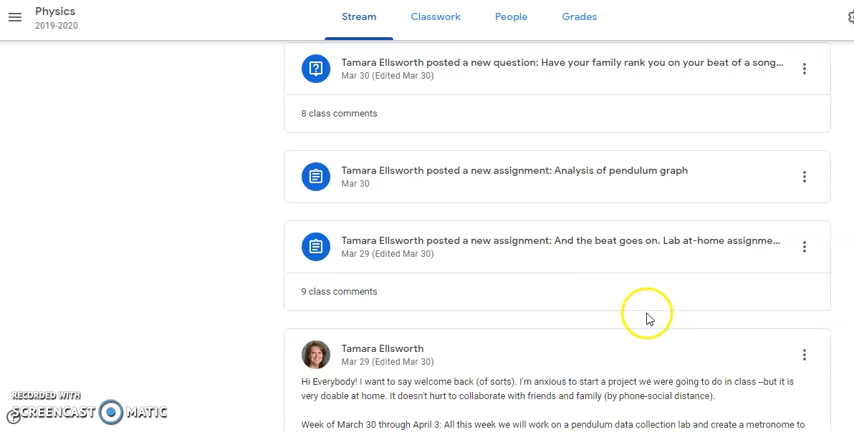 Physics
2019-2020
Stream
Classwork
People
Grades
Tamara Ellsworth posted a new question: Have your family rank you on your beat of a song...
Mar 30 (Edited Mar 30)
8 class comments
Tamara Ellsworth posted a new assignment: Analysis of pendulum graph
Mar 30
Tamara Ellsworth posted a new assignment: And the beat goes on. Lab at-home assignme...
Mar 29 (Edited Mar 30)
9 class comments
Tamara Ellsworth
Mar 29 (Edited Mar 30)
Hi Everybody! I want to say welcome back (of sorts). I'm anxious to start a project we were going to do in class --but it is
very doable at home. It doesn't hurt to collaborate with friends and family (by phone-social distance).
Week of March 30 through April 3: All this week we will work on a pendulum data collection lab and create a metronome to
RECORDED WITH
SCREENCAST MATIC